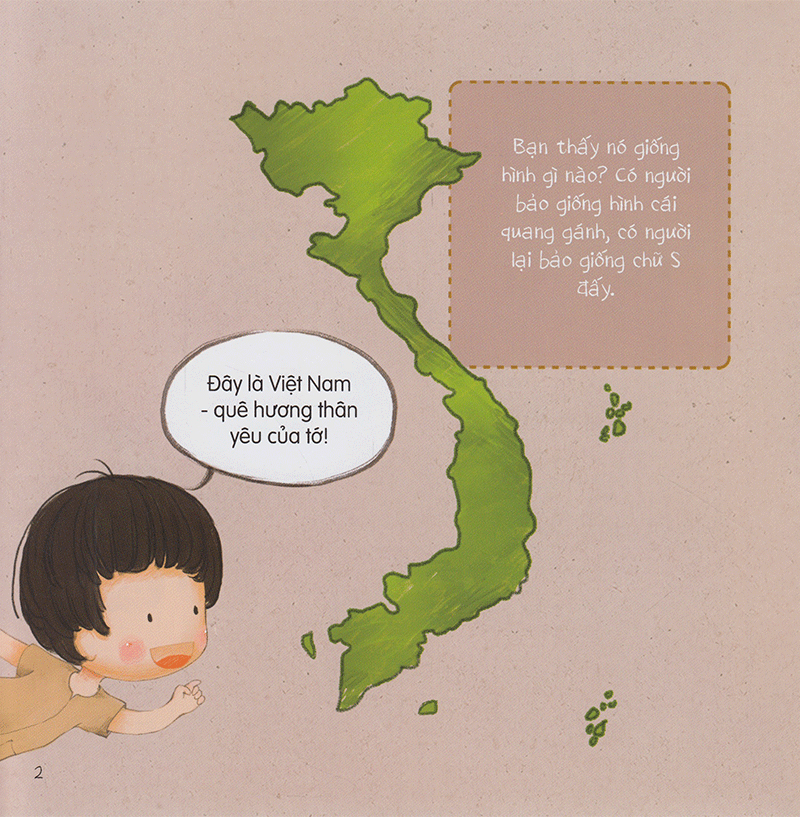 Bạn thấy nó giống
hình gì nào? Có người
bảo giống hình cái
quang gánh, có người
lại bảo giống chữ S
đấy.
Đây là Việt Nam
- quê hương thân
yêu của tớ!
2